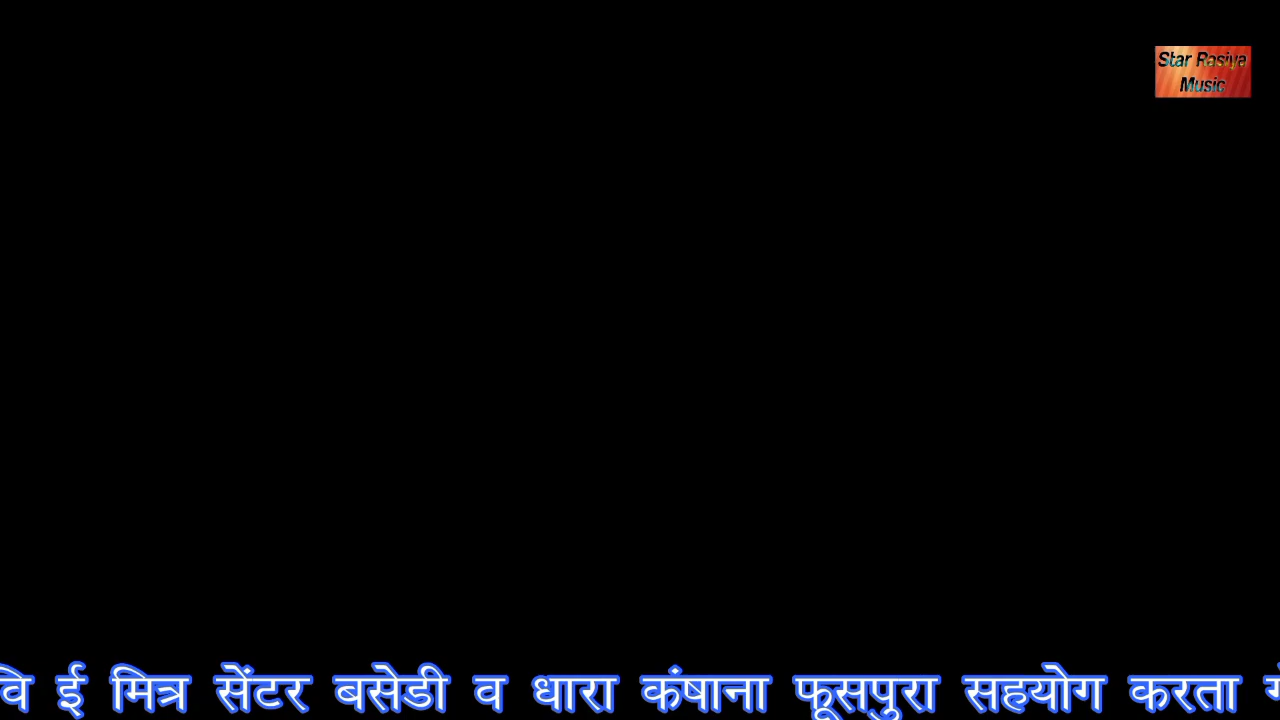 Star Rasiya
Music
ई मित्र सेंटर बसेडी व धारा कंषाना फूसपुरा सहयोग करता